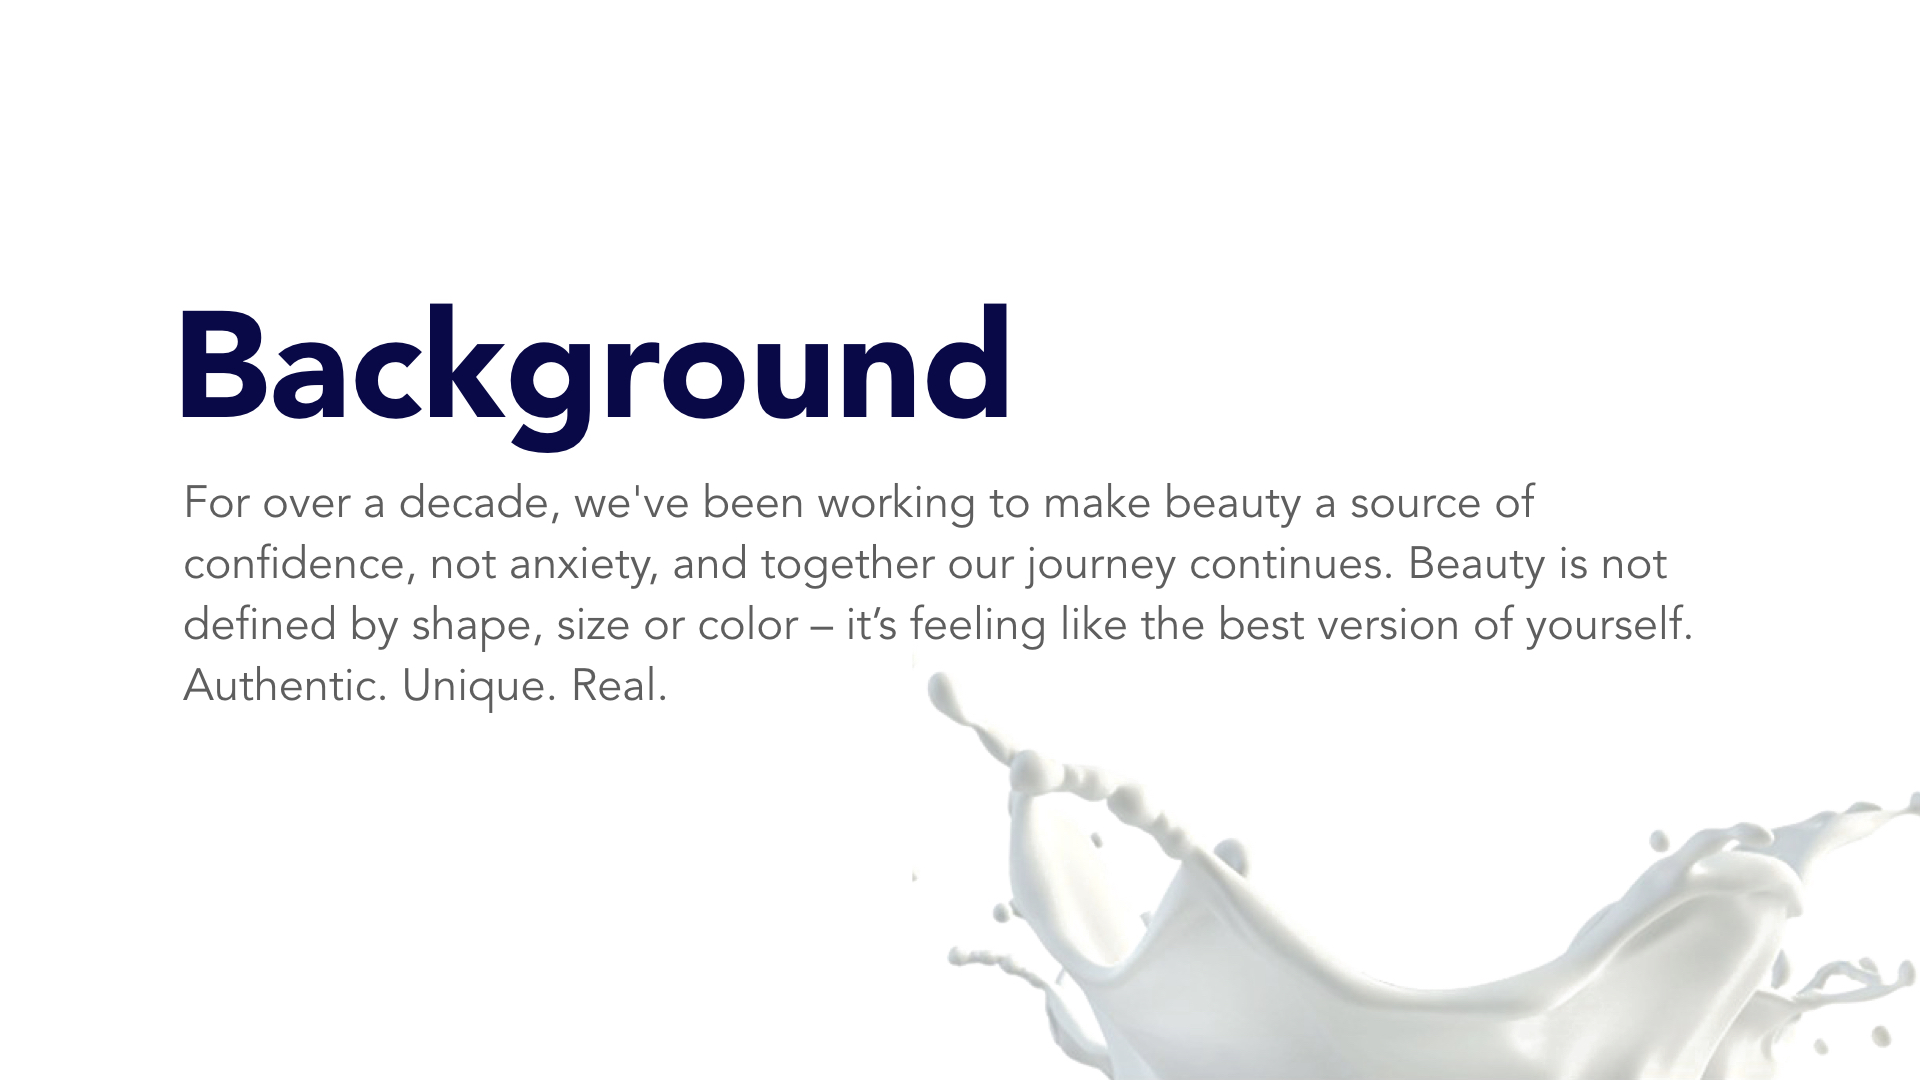 Background
For over a decade, we've been working to make beauty a source of
confidence, not anxiety, and together our journey continues. Beauty is not
defined by shape, size or color – it’s feeling like the best version of yourself.
Authentic. Unique. Real.